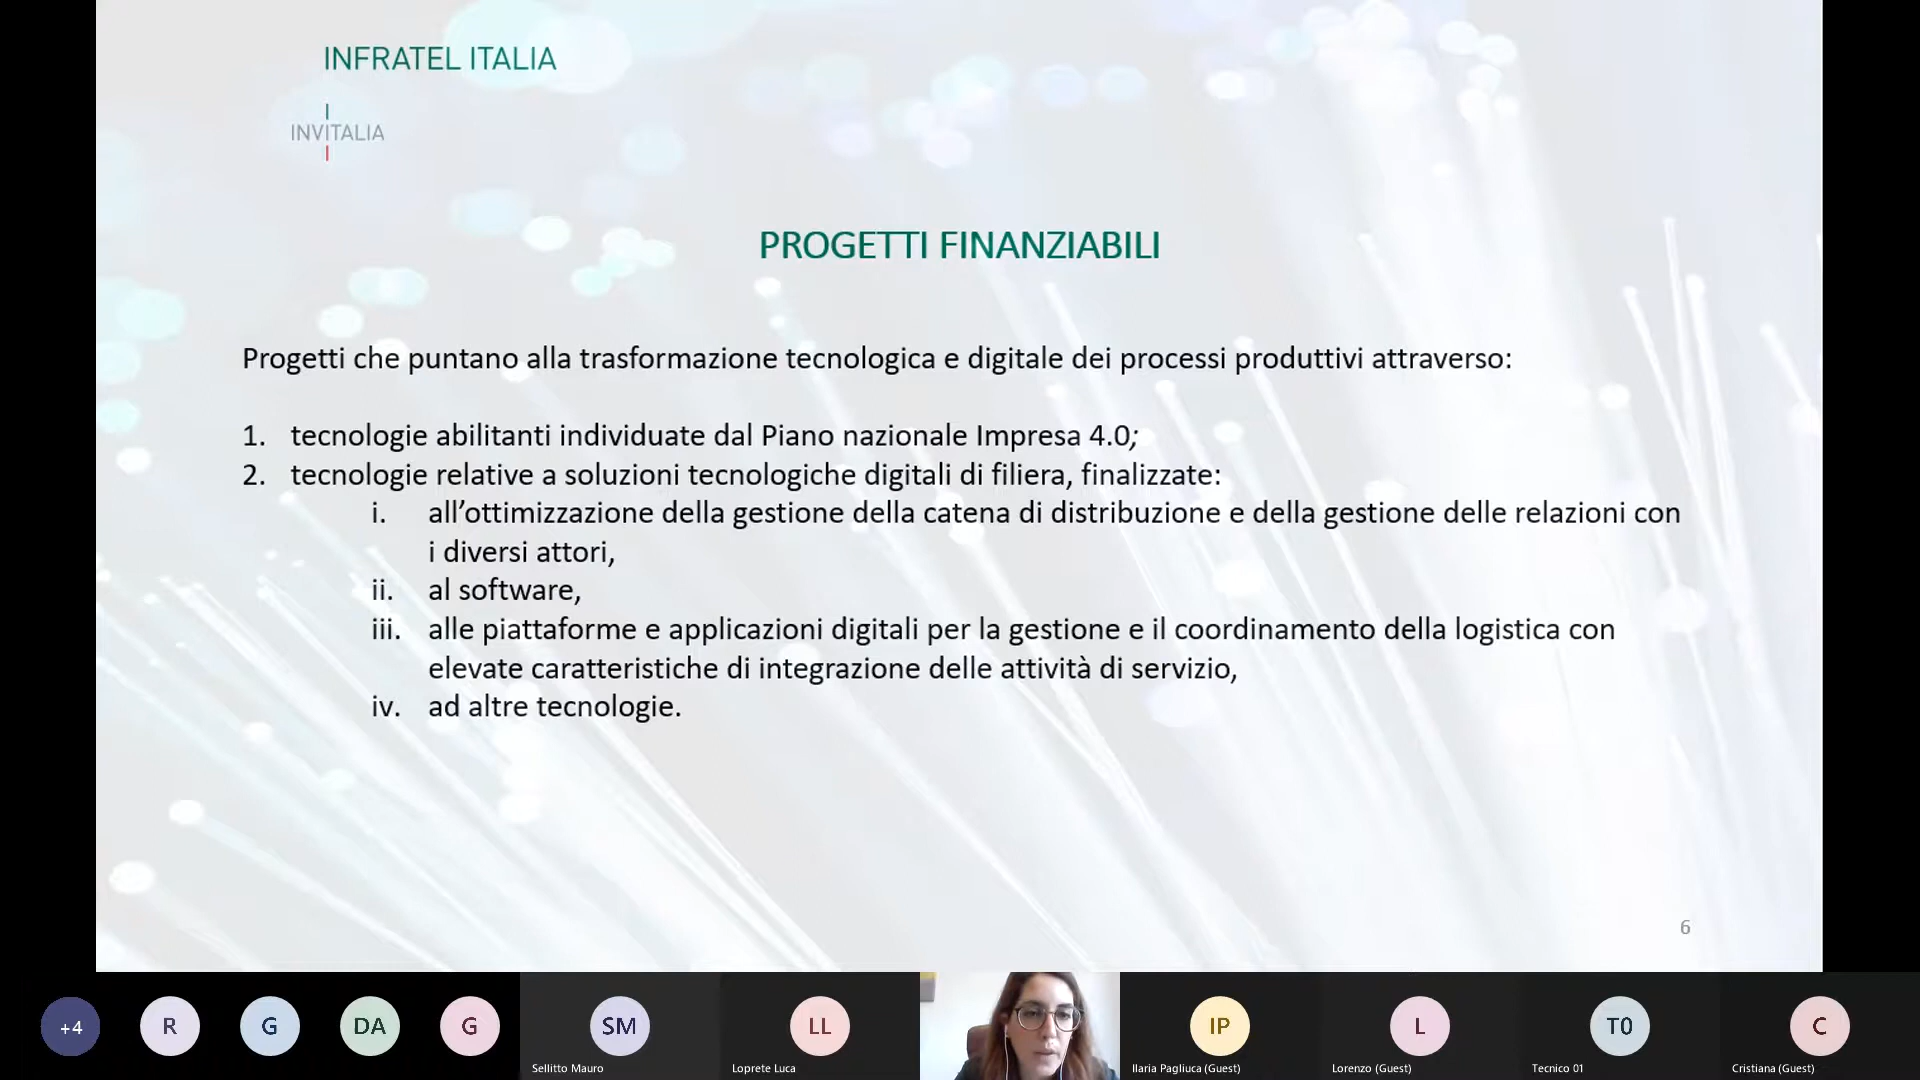 INFRATEL ITALIA
INVITALIA
PROGETTI FINANZIABILI
Progetti che puntano alla trasformazione tecnologica e digitale dei processi produttivi attraverso:
1. tecnologie abilitanti individuate dal Piano nazionale Impresa 4.0;
2. tecnologie relative a soluzioni tecnologiche digitali di filiera, finalizzate:
i. all’ottimizzazione della gestione della catena di distribuzione e della gestione delle relazioni con
i diversi attori,
ii. al software,
iii. alle piattaforme e applicazioni digitali per la gestione e il coordinamento della logistica con
elevate caratteristiche di integrazione delle attività di servizio,
iv. ad altre tecnologie.
6
+4 R G DA G SM LL IP L T0 C
Sellitto Mauro Loprete Luca Ilaria Pagliuca (Guest) Lorenzo (Guest) Tecnico 01 Cristiana (Guest)